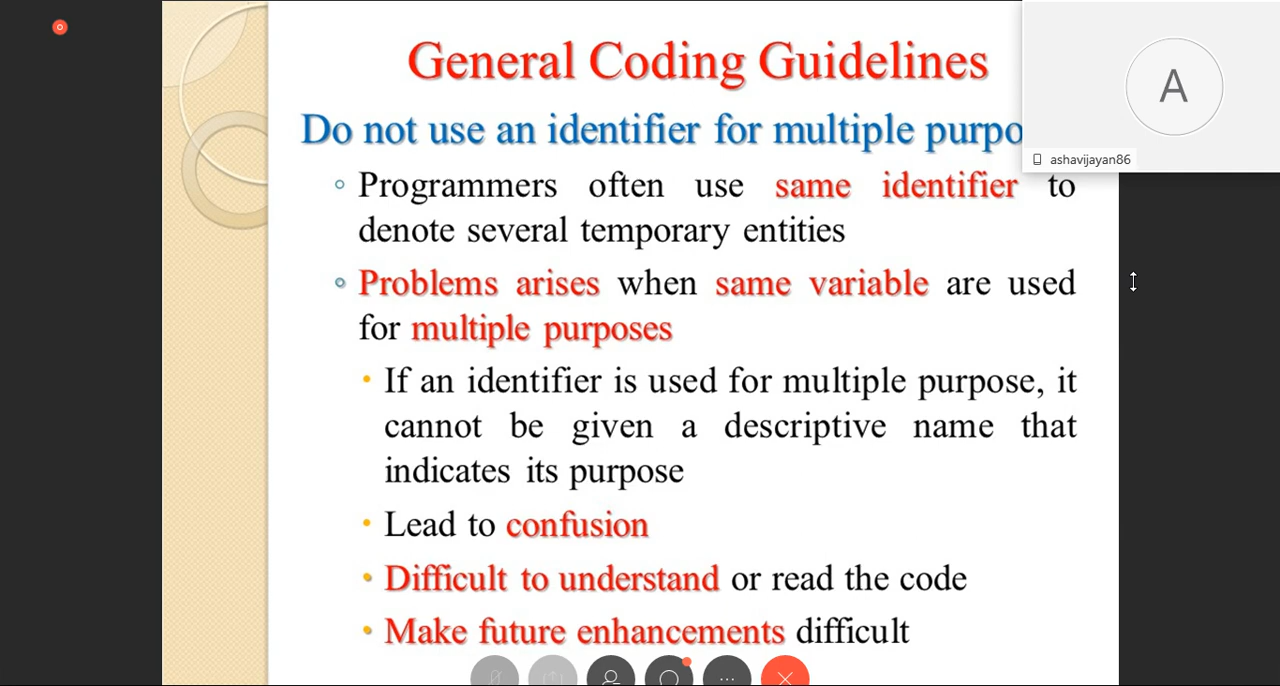 General Coding Guidelines
A
Do not use an identifier for multiple purpo
ashavijayan86
Programmers often use same identifier to
denote several temporary entities
Problems arises when same variable are used
for multiple purposes
If an identifier is used for multiple purpose, it
cannot be given a descriptive name that
indicates its purpose
Lead to confusion
Difficult to understand or read the code
Make future enhancements difficult